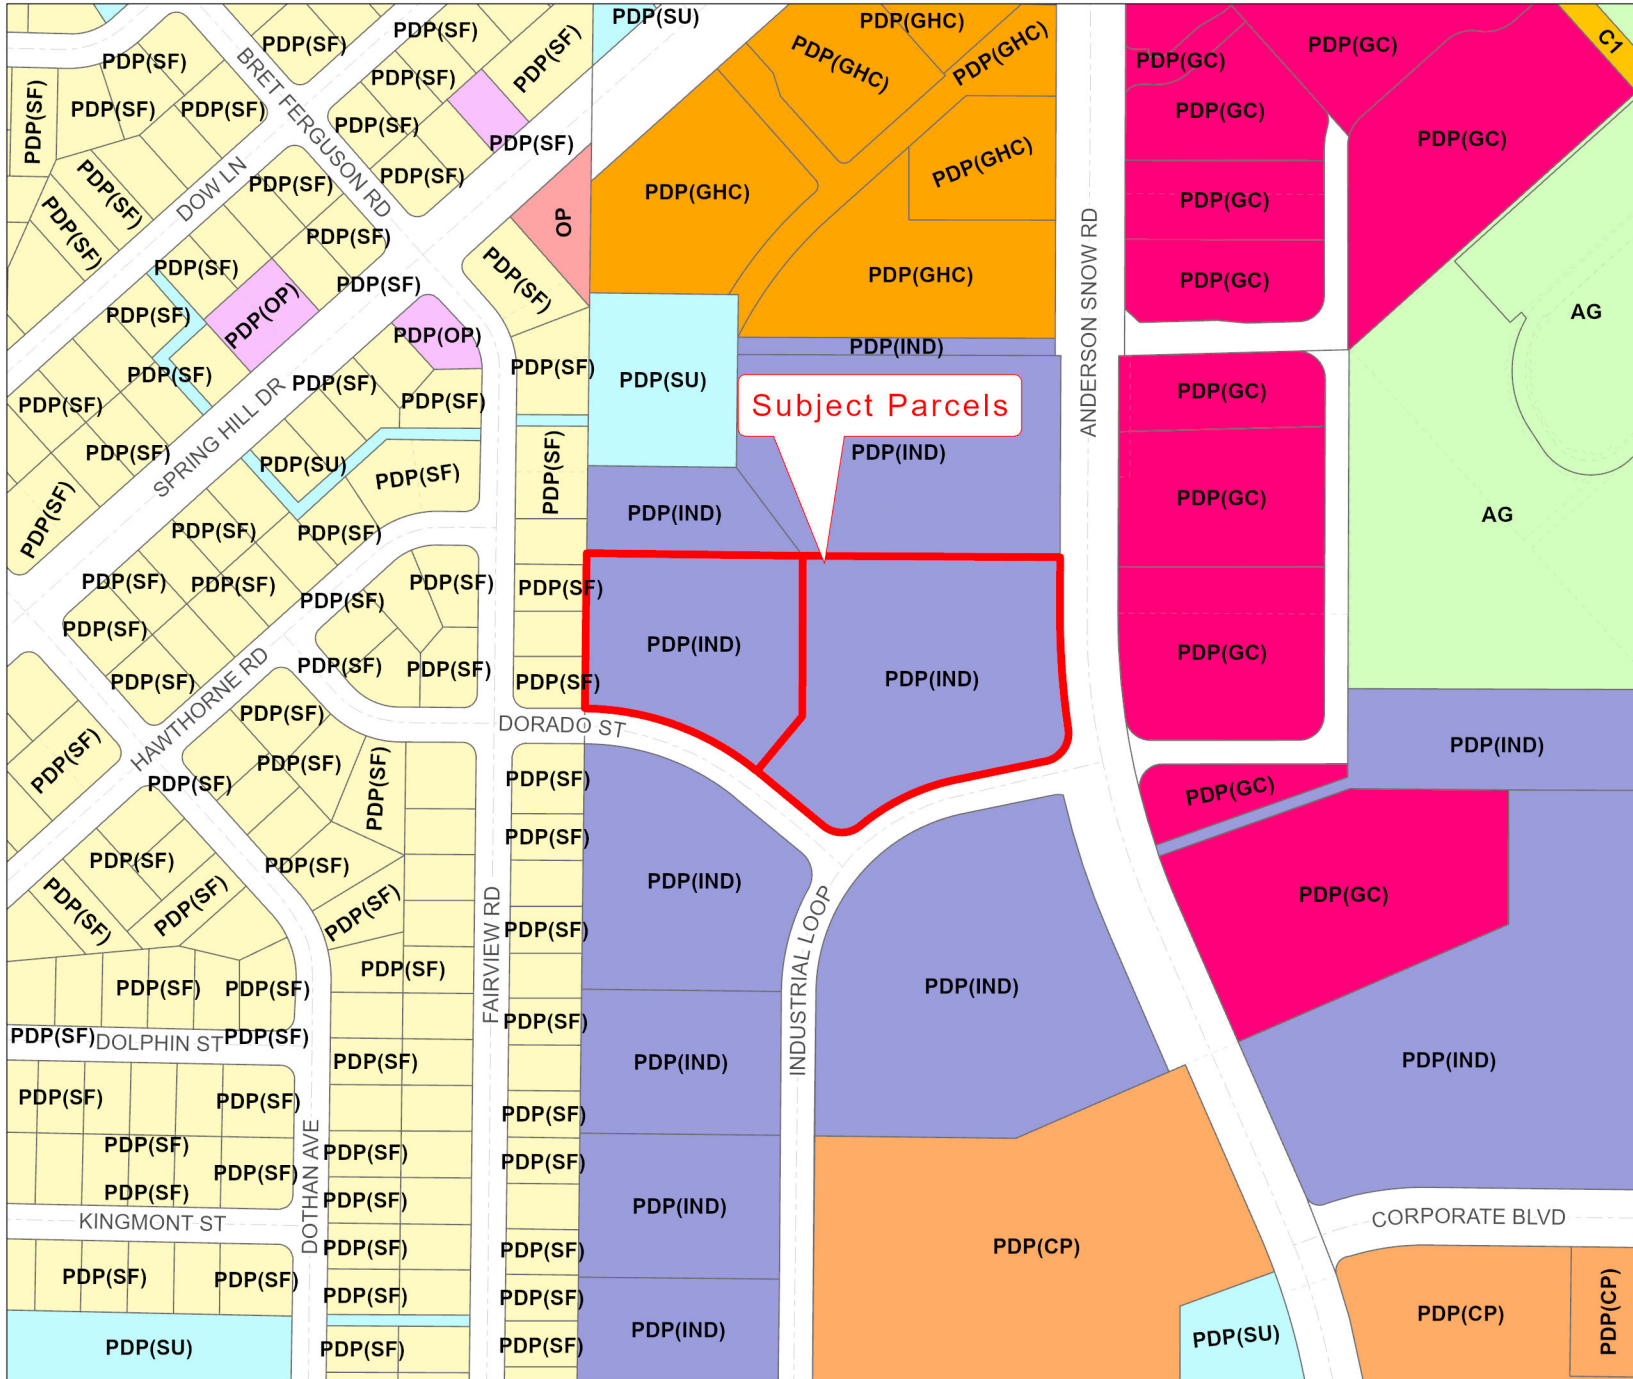 PDP(SU)
PDP(GHC)
PDP(SF)
PDP(SF)
PDP(SF)
PDP(GHC)
PDP(GHC)
PDP(GC)
PDP(GC)
C1
BRET FERGUSON RD
PDP(SF)
PDP(SF)
PDP(SF)
PDP(SF)
PDP(SF)
PDP(SF)
PDP(GC)
PDP(SF)
PDP(SF)
PDP(GC)
DOW LN
PDP(SF)
PDP(SF)
PDP(SF)
PDP(GHC)
PDP(GHC)
PDP(GC)
PDP(SF)
PDP(SF)
OP
PDP(SF)
PDP(SF)
PDP(SF)
PDP(GHC)
PDP(GC)
ANDERSON SNOW RD
PDP(SF)
PDP(OP)
PDP(OP)
AG
PDP(IND)
PDP(SF)
PDP(SF)
PDP(SF)
PDP(SU)
PDP(GC)
PDP(SF)
PDP(SF)
Subject Parcels
SPRING HILL DR
PDP(SF)
PDP(SU)
PDP(SF)
PDP(SF)
PDP(IND)
PDP(GC)
PDP(SF)
PDP(IND)
AG
PDP(SF)
PDP(SF)
PDP(SF)
PDP(SF)
PDP(SF)
PDP(SF)
PDP(SF)
PDP(SF)
PDP(IND)
PDP(GC)
HAWTHORNE RD
PDP(SF)
PDP(SF)
PDP(SF)
PDP(SF)
PDP(IND)
PDP(SF)
DORADO ST
PDP(IND)
PDP(SF)
PDP(SF)
PDP(SF)
PDP(SF)
PDP(SF)
PDP(GC)
PDP(SF)
PDP(SF)
PDP(SF)
PDP(IND)
PDP(GC)
PDP(SF)
PDP(SF)
PDP(SF)
PDP(SF)
FAIRVIEW RD
INDUSTRIAL LOOP
PDP(SF)
PDP(SF)
PDP(SF)
PDP(IND)
PDP(SF)
PDP(SF)
DOLPHIN ST
PDP(SF)
PDP(SF)
PDP(IND)
PDP(IND)
PDP(SF)
PDP(SF)
PDP(SF)
PDP(SF)
PDP(SF)
PDP(SF)
PDP(SF)
DOTHAN AVE
PDP(SF)
PDP(SF)
PDP(IND)
KINGMONT ST
CORPORATE BLVD
PDP(SF)
PDP(SF)
PDP(CP)
PDP(SF)
PDP(SF)
PDP(SF)
PDP(SF)
PDP(CP)
PDP(CP)
PDP(IND)
PDP(SU)
PDP(SU)
PDP(SF)
PDP(SF)